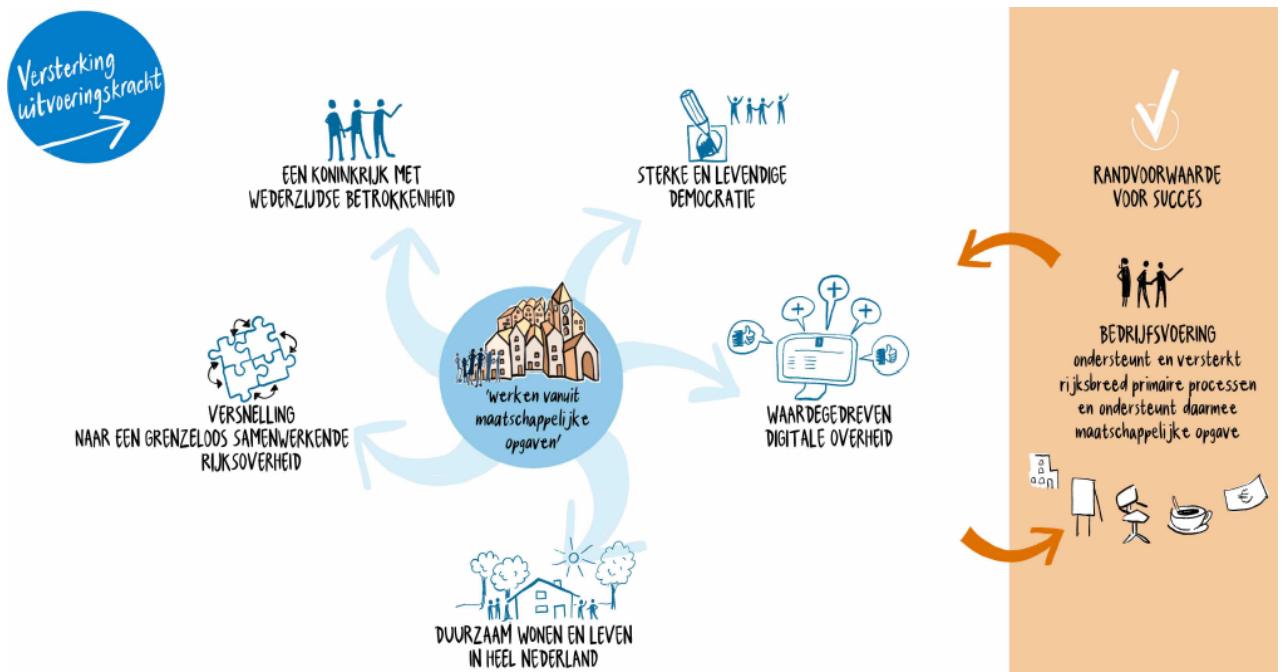 Versterking
uitvoeringskracht
EEN KONINKRIJK MET
WEDERZIJDSE BETROKKENHEID
STERKE EN LEVENDIGE
DEMOCRATIE
VERSNELLING
NAAR EEN GRENZELOOS SAMENWERKENDE
RIJKSOVERHEID
'werken vanuit
maatschappelijke
opgaven'
WAARDEGEDREVEN
DIGITALE OVERHEID
DUURZAAM WONEN EN LEVEN
IN HEEL NEDERLAND
RANDVOORWAARDE
VOOR SUCCES
BEDRIJFSVOERING
ondersteunt en versterkt
rijksbreed primaire processen
en ondersteunt daarmee
maatschappelijke opgave
€